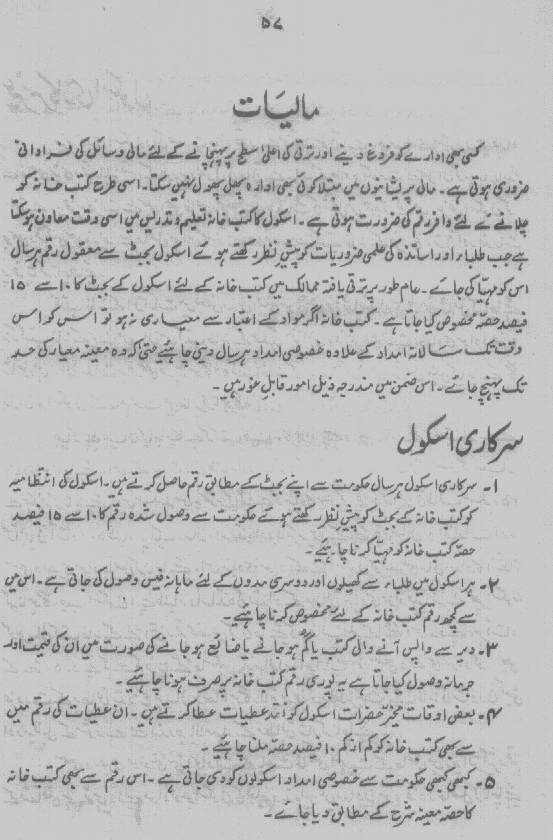 ۵۷
مالیات
کسی بھی ادارے کو فروغ دینے اور ترقی کی اعلیٰ سطح پر پہنچانے کے لئے مالی وسائل کی فراوانی
ضروری ہوتی ہے۔ مالی پریشانیوں میں مبتلا کوئی بھی ادارہ پھل پھول نہیں سکتا۔ اسی طرح کتب خانہ کو
چلانے کے لئے وافر رقم کی ضرورت ہوتی ہے۔ اسکول کا کتب خانہ تعلیم و تدریس میں اسی وقت معاون ہوسکتا
ہے جب طلباء اور اساتذہ کی علمی ضروریات کو پیش نظر رکھتے ہوئے اسکول بجٹ سے معقول رقم ہر سال
اس کو مہیا کی جائے۔ عام طور پر ترقی یافتہ ممالک میں کتب خانہ کے لئے اسکول کے بجٹ کا ۱۰ سے ۱۵
فیصد حصہ مخصوص کیا جاتا ہے۔ کتب خانہ اگر مواد کے اعتبار سے معیاری نہ ہو تو اس کو اس
وقت تک سالانہ امداد کے علاوہ خصوصی امداد ہر سال دینی چاہئیے حتیٰ کہ وہ معینہ معیار کی حد
تک پہنچ جائے۔ اس ضمن میں مندرجہ ذیل امور قابلِ غور ہیں۔
سرکاری اسکول
۱۔ سرکاری اسکول ہر سال حکومت سے اپنے بجٹ کے مطابق رقم حاصل کرتے ہیں۔ اسکول کی انتظامیہ
کو کتب خانہ کے بجٹ کو پیش نظر رکھتے ہوئے حکومت سے وصول شدہ رقم کا ۱۰ سے ۱۵ فیصد
حصہ کتب خانہ کو مہیا کرنا چاہئیے۔
۲۔ ہر اسکول میں طلباء سے کھیلوں اور دوسری مدوں کے لئے ماہانہ فیس وصول کی جاتی ہے۔ اس میں
سے کچھ رقم کتب خانہ کے لئے مخصوص کرنا چاہئیے۔
۳۔ دیر سے واپس آنے والی کتب یا گم ہو جانے یا ضائع ہو جانے کی صورت میں ان کی قیمت اور
جرمانہ وصول کیا جاتا ہے یہ پوری رقم کتب خانہ پر صرف ہونا چاہئیے۔
۴۔ بعض اوقات مخیر حضرات اسکول کو نقد عطیات عطا کرتے ہیں۔ ان عطیات کی رقم میں
سے بھی کتب خانہ کو کم از کم ۱۰ فیصد حصہ ملنا چاہئیے۔
۵۔ کبھی کبھی حکومت سے خصوصی امداد اسکولوں کو دی جاتی ہے۔ اس رقم سے بھی کتب خانہ
کا حصہ معینہ شرح کے مطابق دیا جائے۔